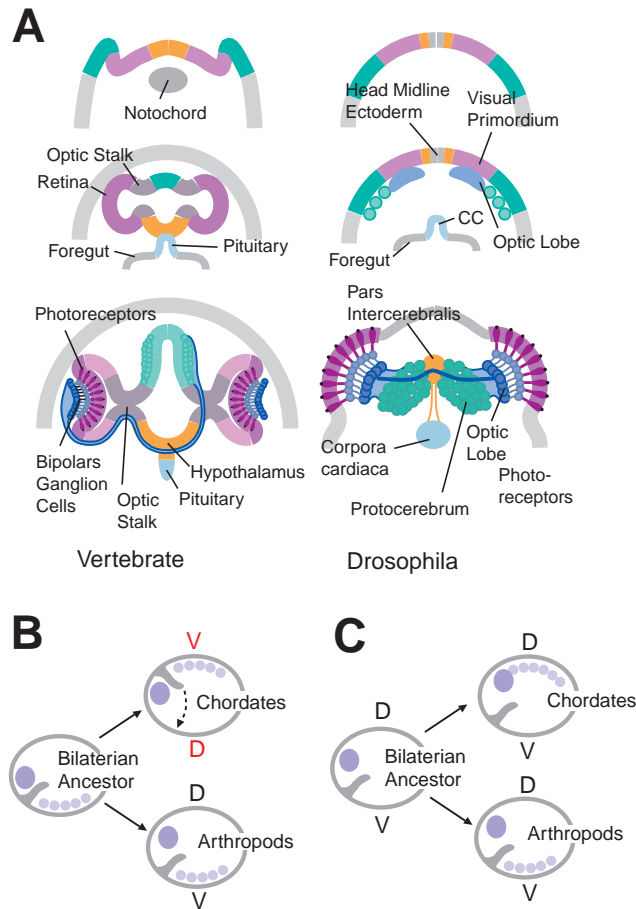 A
Notochord
Head Midline
Ectoderm
Visual
Primordium
Optic Stalk
Retina
Foregut
Pituitary
CC
Foregut
Optic Lobe
Photoreceptors
Bipolars
Ganglion
Cells
Optic
Stalk
Hypothalamus
Pituitary
Pars
Intercerebralis
Corpora
cardiaca
Optic
Lobe
Photo-
receptors
Protocerebrum
Vertebrate
Drosophila
B
V
Chordates
D
Bilaterian
Ancestor
D
Arthropods
V
C
D
Chordates
V
D
Bilaterian
Ancestor
V
D
Arthropods
V